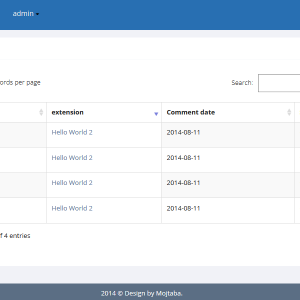 admin
ords per page
Search:
extension Comment date
Hello World 2 2014-08-11
Hello World 2 2014-08-11
Hello World 2 2014-08-11
Hello World 2 2014-08-11
f 4 entries
2014 © Design by Mojtaba.